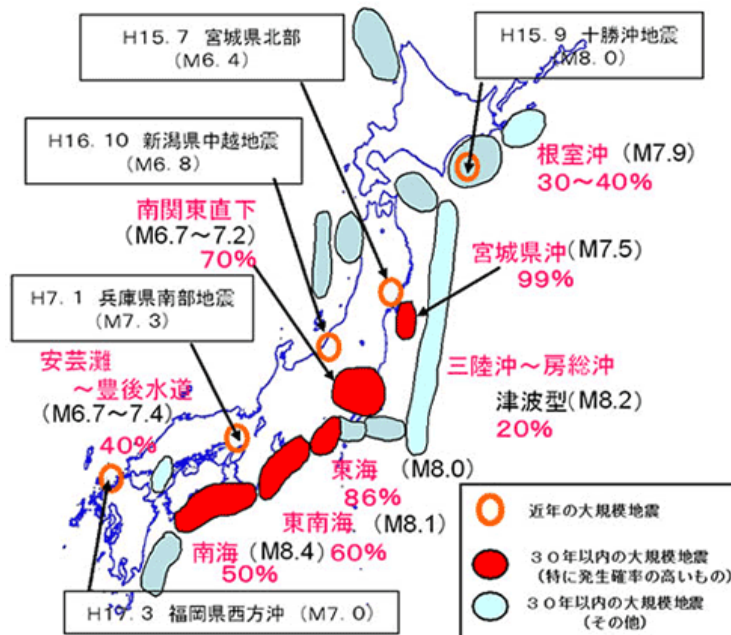 H15.7 宮城県北部
(M6.4)
H15.9 十勝沖地震
(M8.0)
H16.10 新潟県中越地震
(M6.8)
根室沖 (M7.9)
30~40%
南関東直下
(M6.7~7.2)
70%
宮城県沖(M7.5)
99%
H7.1 兵庫県南部地震
(M7.3)
安芸灘
~豊後水道
(M6.7~7.4)
40%
三陸沖~房総沖
津波型(M8.2)
20%
東海 (M8.0)
86%
東南海 (M8.1)
60%
南海 (M8.4)
50%
H17.3 福岡県西方沖 (M7.0)
近年の大規模地震
30年以内の大規模地震
(特に発生確率の高いもの)
30年以内の大規模地震
(その他)